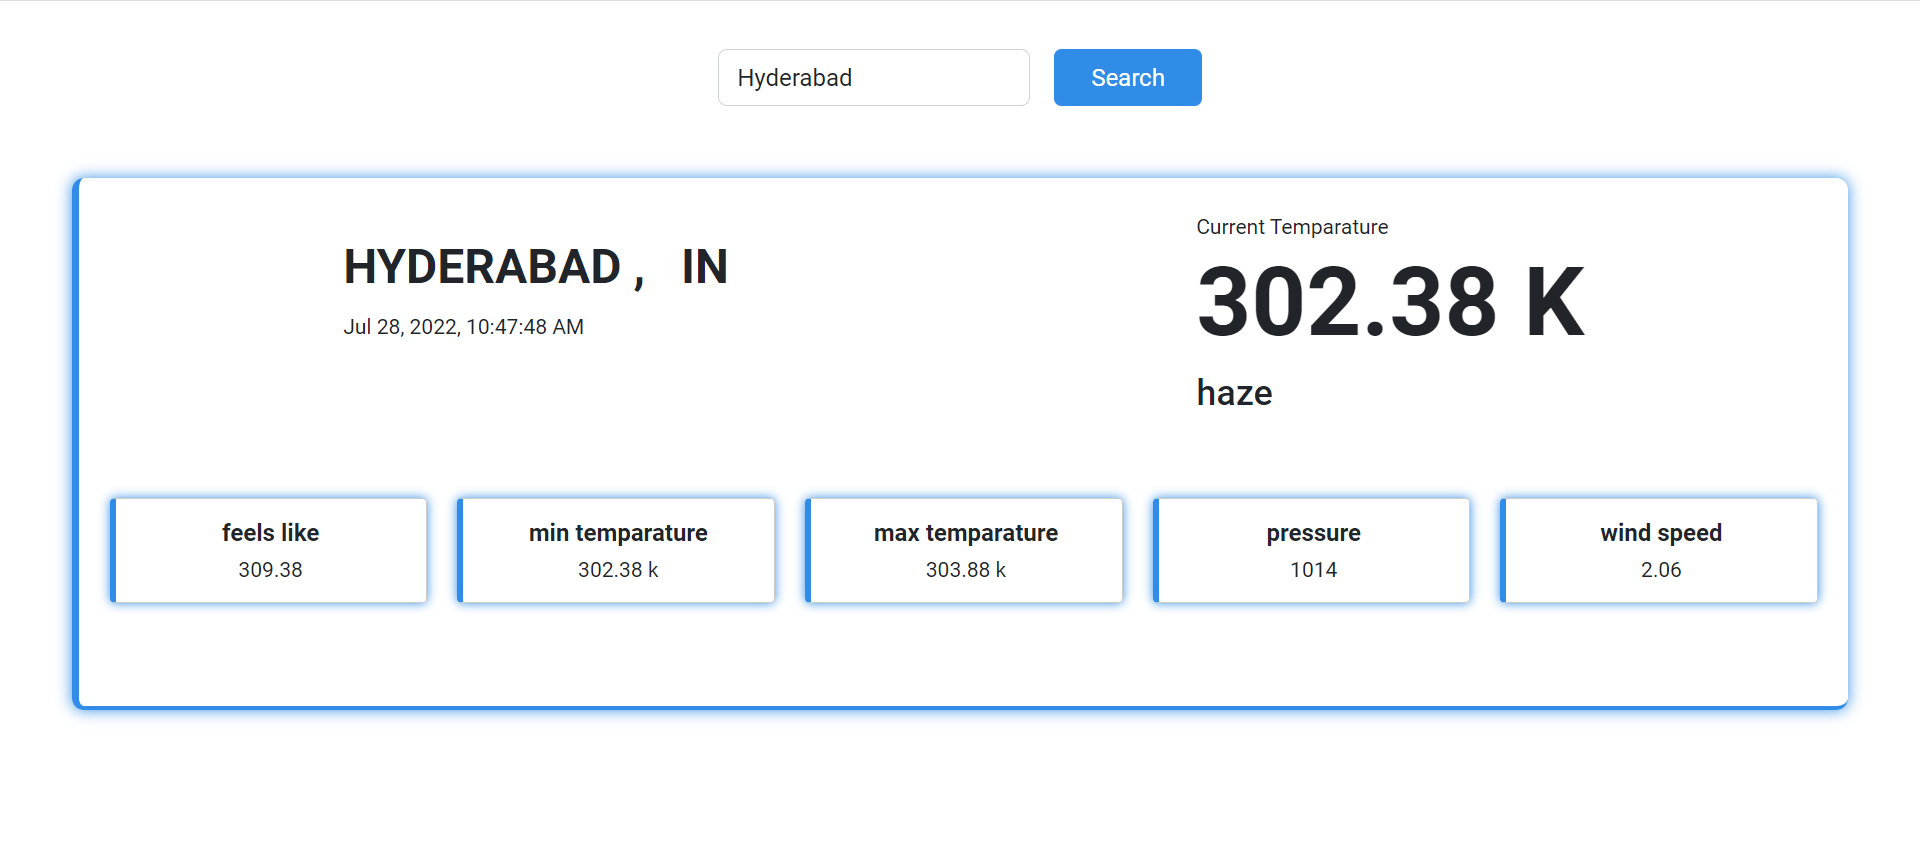 Hyderabad Search
HYDERABAD , IN
Jul 28, 2022, 10:47:48 AM
Current Temparature
302.38 K
haze
feels like
309.38
min temparature
302.38 k
max temparature
303.88 k
pressure
1014
wind speed
2.06